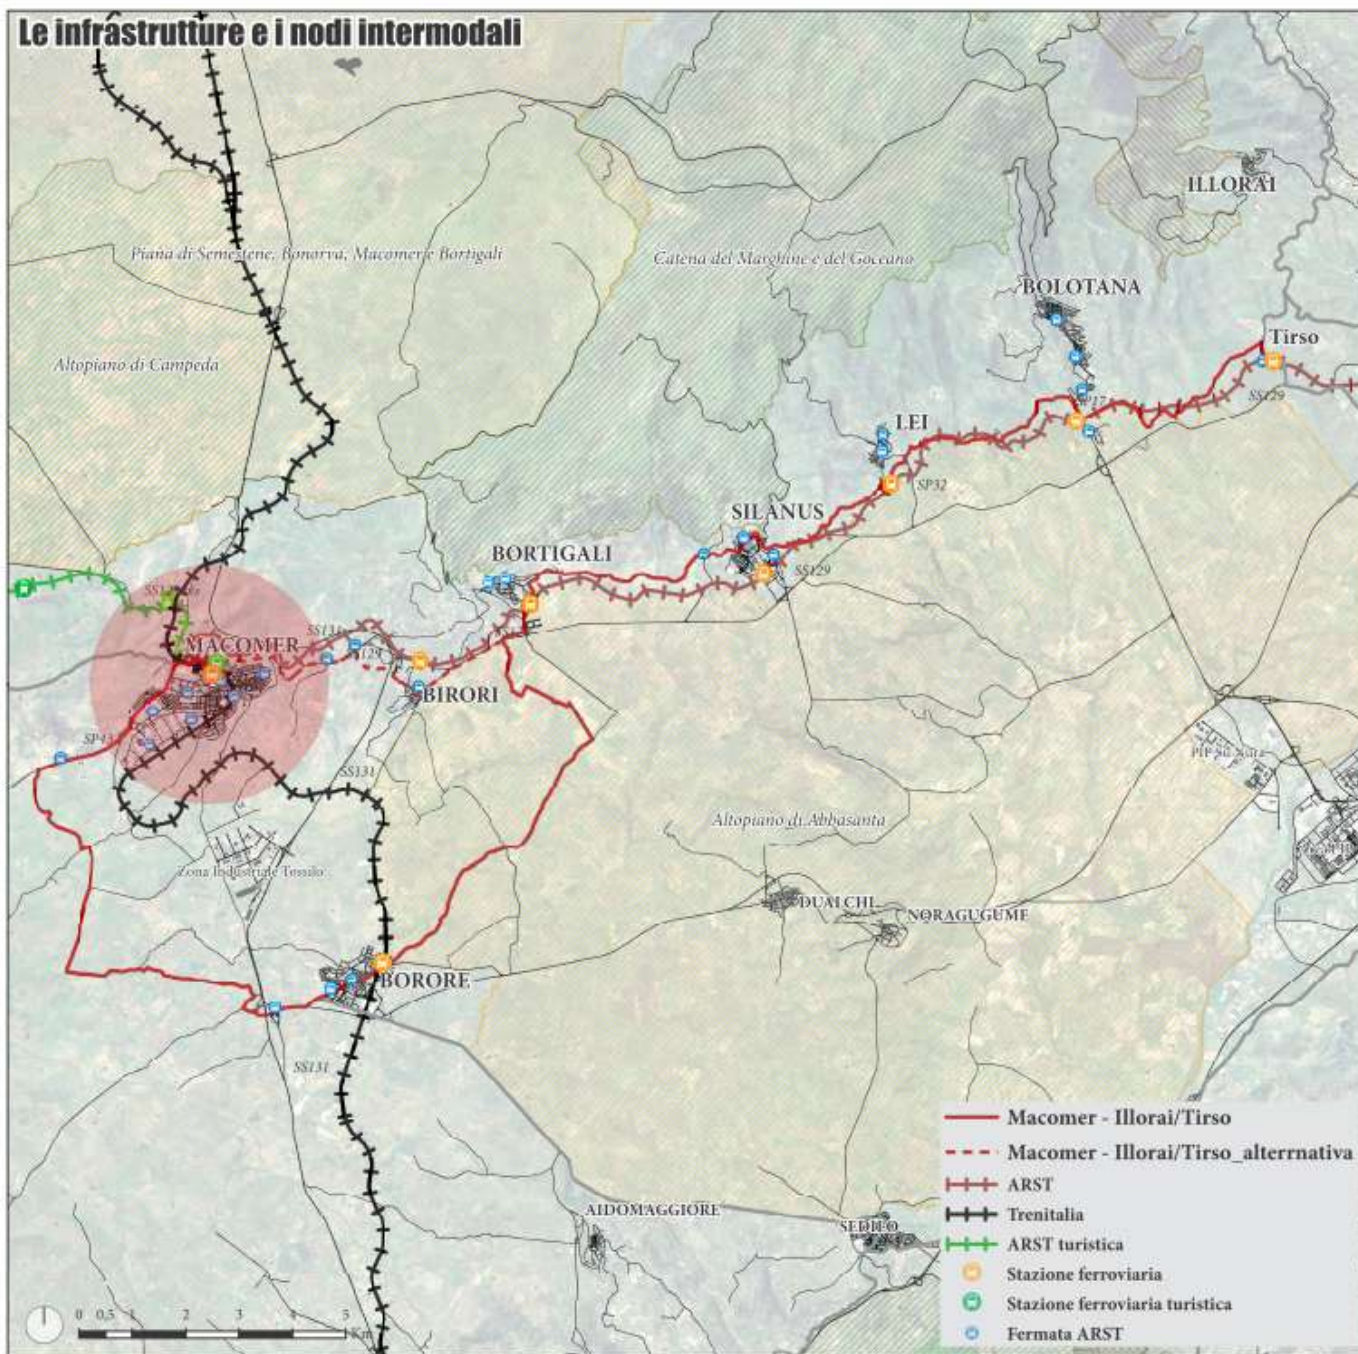 Le infrastrutture e i nodi intermodali
ILLORAI
Piana di Semestene, Bonorva, Macomer e Bortigali
Catena del Marghine e del Goceano
BOLOTANA
Tirso
Altopiano di Campeda
SS129
SP17
LEI
SP32
SILANUS
BORTIGALI
SS129
MACOMER
SS131
129
BIRORI
SP43
SS131
Altopiano di Abbasanta
Zona Industriale Tossilo
DUALCHI
NORAGUGUME
BORORE
SS131
Macomer - Illorai/Tirso
Macomer - Illorai/Tirso_alterrnativa
ARST
AIDOMAGGIORE
SEDILO
Trenitalia
ARST turistica
Stazione ferroviaria
Stazione ferroviaria turistica
Fermata ARST
0 0,5 1 2 3 4 5
Km